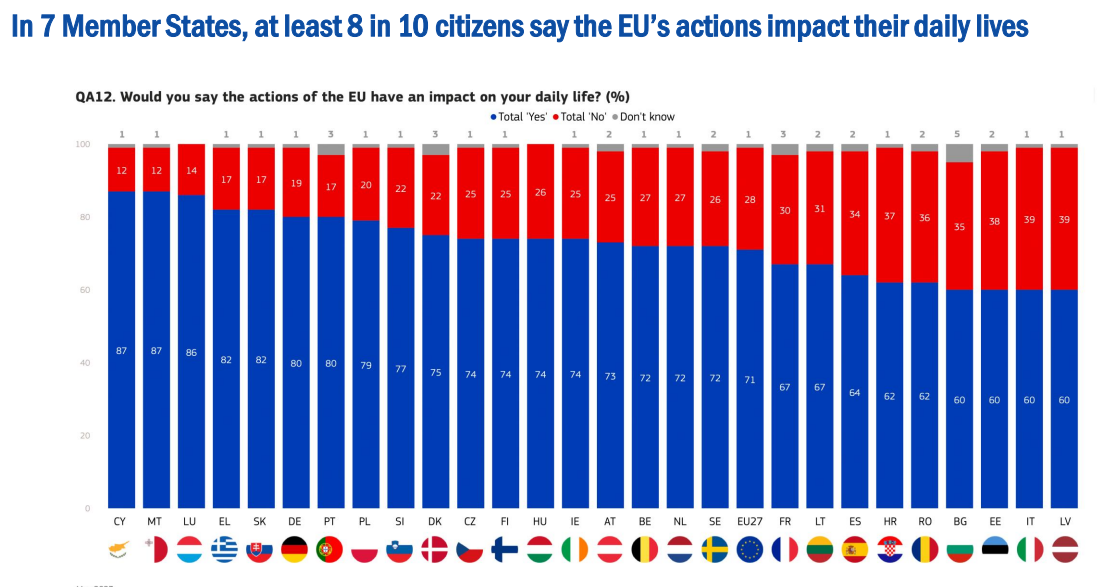 In 7 Member States, at least 8 in 10 citizens say the EU's actions impact their daily lives
QA12. Would you say the actions of the EU have an impact on your daily life? (%)
Total 'Yes' Total 'No' Don't know
1 1 1 1 1 3 1 1 3 1 1 1 2 1 1 2 1 3 2 2 1 2 5 2 1 1
100
12 12 14 17 17 19 17 20 22 22 25 25 26 25 25 27 27 26 28 30 31 34 37 36 35 38 39 39
80
60
40
87 87 86 82 82 80 80 79 77 75 74 74 74 74 73 72 72 72 71 67 67 64 62 62 60 60 60 60
20
0
CY MT LU EL SK DE PT PL SI DK CZ FI HU IE AT BE NL SE EU27 FR LT ES HR RO BG EE IT LV